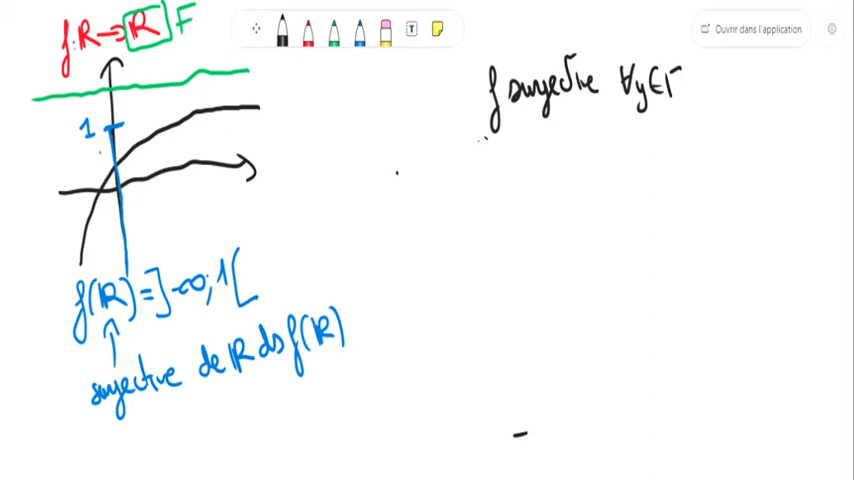 f: R → R F
T
Ouvrir dans l'application
f surjective ∀y ∈ F
1
f(R) = ]-∞; 1[
surjective de R ds f(R)